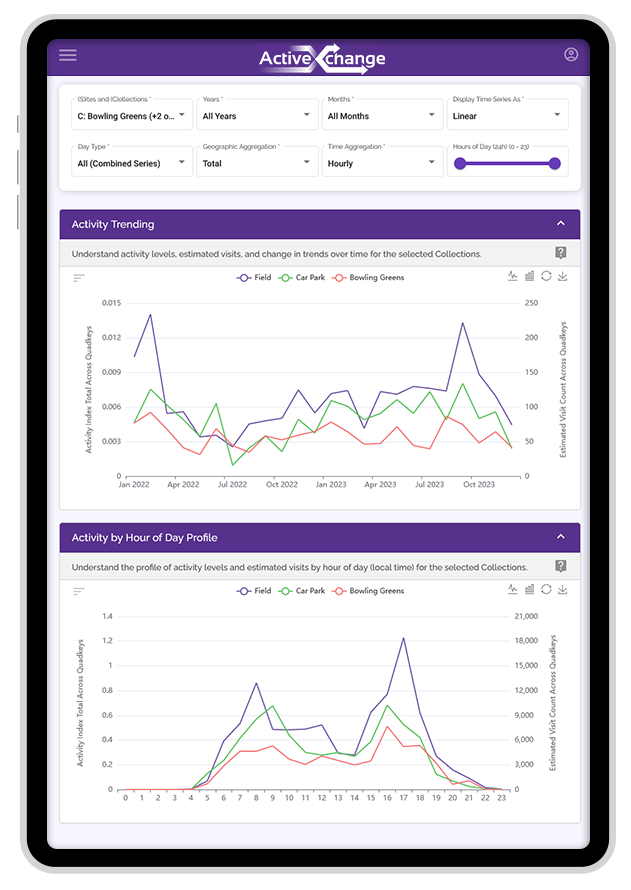 ActiveXchange
(S)ites and (C)ollections *
Years *
Months *
Display Time Series As *
C: Bowling Greens (+2 o...
All Years
All Months
Linear
Day Type *
Geographic Aggregation *
Time Aggregation *
Hours of Day (24h) (0 - 23)
All (Combined Series)
Total
Hourly
Activity Trending
Understand activity levels, estimated visits, and change in trends over time for the selected Collections.
?
Field
Car Park
Bowling Greens
Activity Index Total Across Quadkeys
0.015
0.012
0.009
0.006
0.003
0
250
200
150
100
50
0
Estimated Visit Count Across Quadkeys
Jan 2022
Apr 2022
Jul 2022
Oct 2022
Jan 2023
Apr 2023
Jul 2023
Oct 2023
Activity by Hour of Day Profile
Understand the profile of activity levels and estimated visits by hour of day (local time) for the selected Collections.
?
Field
Car Park
Bowling Greens
Activity Index Total Across Quadkeys
1.4
1.2
1
0.8
0.6
0.4
0.2
0
21,000
18,000
15,000
12,000
9,000
6,000
3,000
0
Estimated Visit Count Across Quadkeys
0 1 2 3 4 5 6 7 8 9 10 11 12 13 14 15 16 17 18 19 20 21 22 23